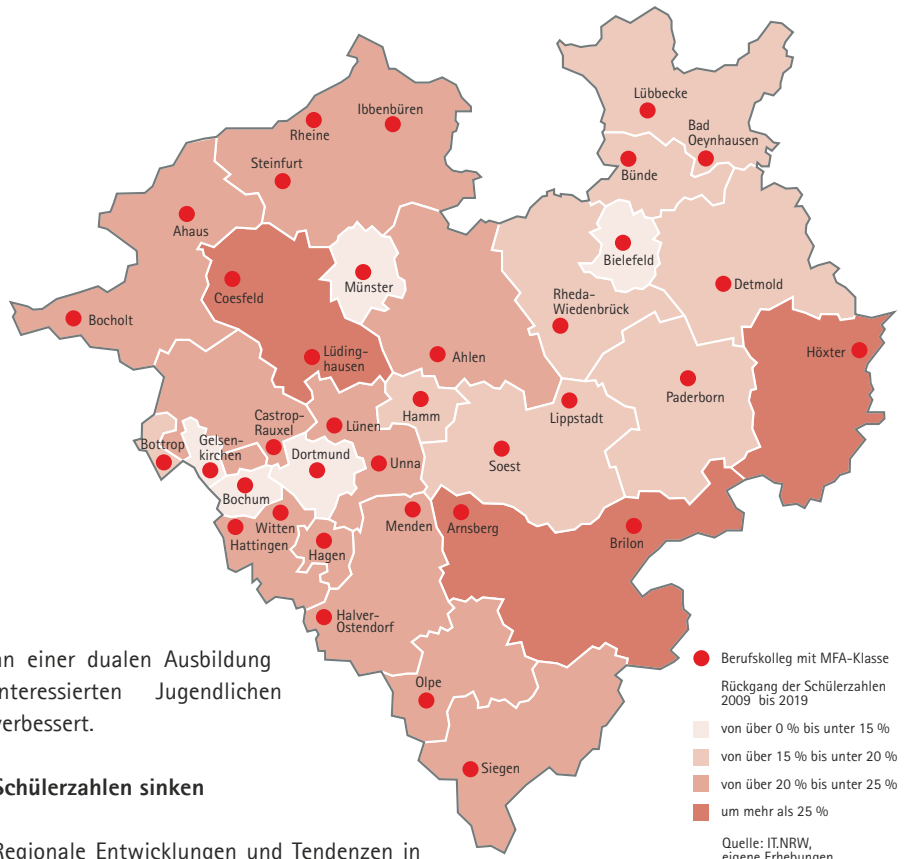 Lübbecke
Ibbenbüren
Rheine
Bad
Oeynhausen
Steinfurt
Bünde
Ahaus
Bielefeld
Münster
Coesfeld
Detmold
Rheda-
Wiedenbrück
Bocholt
Höxter
Lüding-
hausen
Ahlen
Paderborn
Hamm
Lippstadt
Castrop-
Rauxel
Lünen
Bottrop
Gelsen-
kirchen
Dortmund
Unna
Soest
Bochum
Witten
Menden
Arnsberg
Brilon
Hattingen
Hagen
Halver-
Ostendorf
Olpe
Siegen
an einer dualen Ausbildung
interessierten Jugendlichen
verbessert.
Schülerzahlen sinken
Regionale Entwicklungen und Tendenzen in
Berufskolleg mit MFA-Klasse
Rückgang der Schülerzahlen
2009 bis 2019
von über 0 % bis unter 15 %
von über 15 % bis unter 20 %
von über 20 % bis unter 25 %
um mehr als 25 %
Quelle: IT.NRW,
eigene Erhebungen